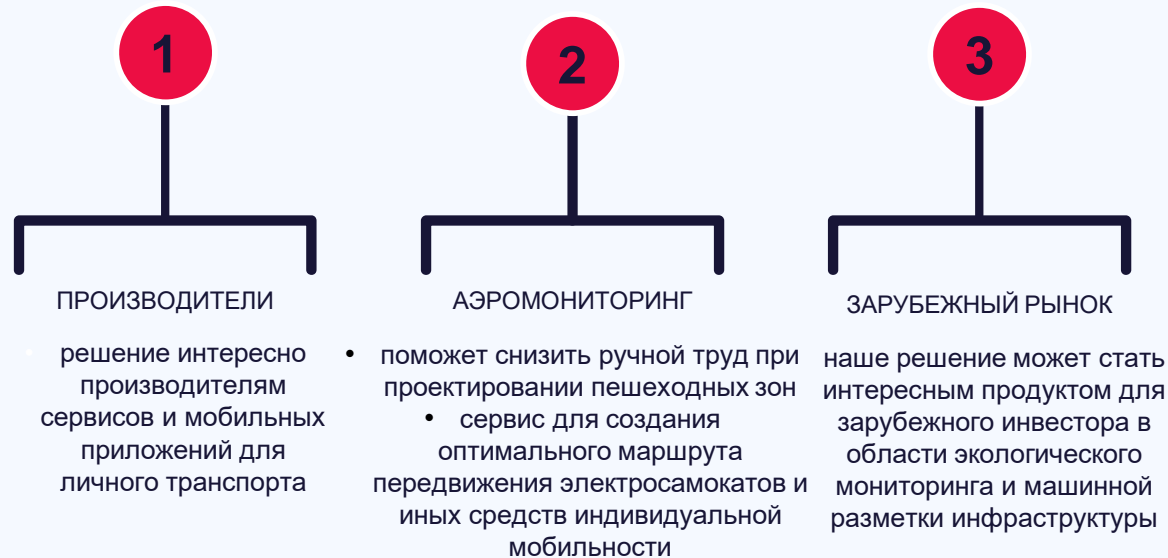 1
2
3
ПРОИЗВОДИТЕЛИ
• решение интересно
производителям
сервисов и мобильных
приложений для
личного транспорта
АЭРОМОНИТОРИНГ
• поможет снизить ручной труд при
проектировании пешеходных зон
• сервис для создания
оптимального маршрута
передвижения электросамокатов и
иных средств индивидуальной
мобильности
ЗАРУБЕЖНЫЙ РЫНОК
наше решение может стать
интересным продуктом для
зарубежного инвестора в
области экологического
мониторинга и машинной
разметки инфраструктуры